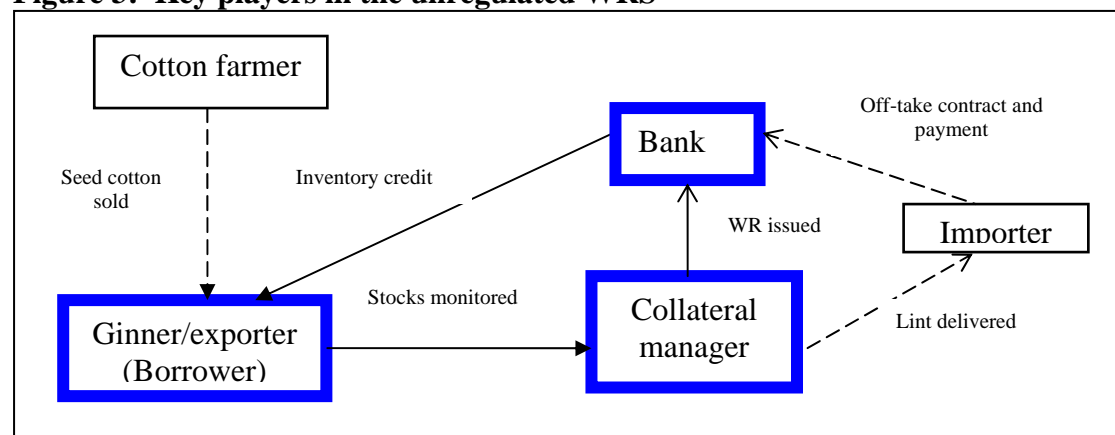 Figure 3: Key players in the unregulated WRS
Cotton farmer
Off-take contract and
payment
Bank
Seed cotton
sold
Inventory credit
WR issued
Importer
Stocks monitored
Collateral
manager
Ginner/exporter
(Borrower)
Lint delivered